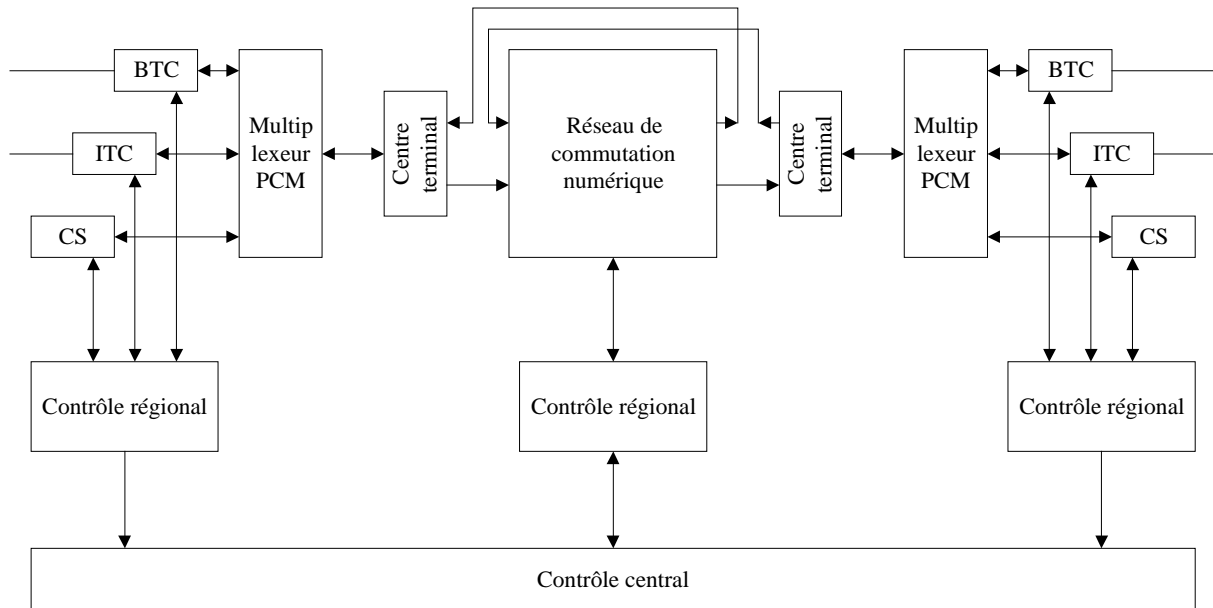 BTC
ITC
CS
Multip
lexeur
PCM
Centre
terminal
Réseau de
commutation
numérique
Centre
terminal
Multip
lexeur
PCM
BTC
ITC
CS
Contrôle régional
Contrôle régional
Contrôle régional
Contrôle central